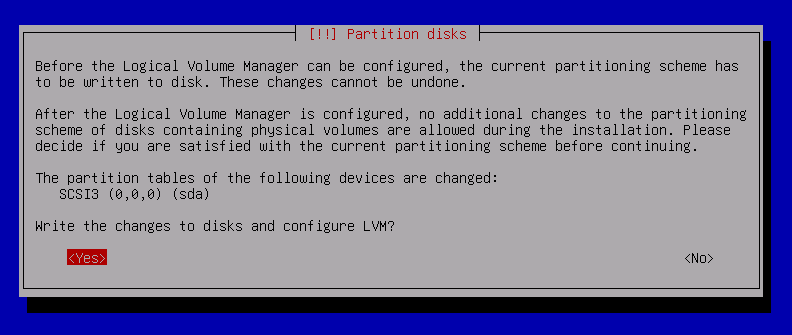 [!!] Partition disks
Before the Logical Volume Manager can be configured, the current partitioning scheme has
to be written to disk. These changes cannot be undone.
After the Logical Volume Manager is configured, no additional changes to the partitioning
scheme of disks containing physical volumes are allowed during the installation. Please
decide if you are satisfied with the current partitioning scheme before continuing.
The partition tables of the following devices are changed:
SCSI3 (0,0,0) (sda)
Write the changes to disks and configure LVM?
<Yes> <No>